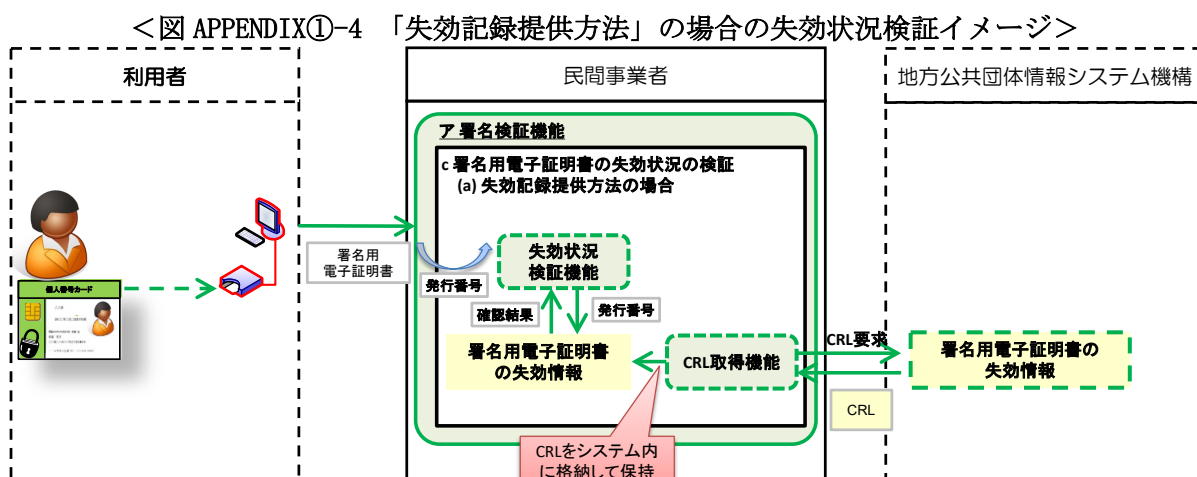 ＜図 APPENDIX①-4 「失効記録提供方法」の場合の失効状況検証イメージ＞
利用者
民間事業者
地方公共団体情報システム機構
ア 署名検証機能
c 署名用電子証明書の失効状況の検証
(a) 失効記録提供方法の場合
署名用
電子証明書
発行番号
失効状況
検証機能
確認結果
発行番号
個人番号カード
署名用電子証明書
の失効情報
CRL取得機能
CRL要求
署名用電子証明書の
失効情報
CRL
CRLをシステム内
に格納して保持